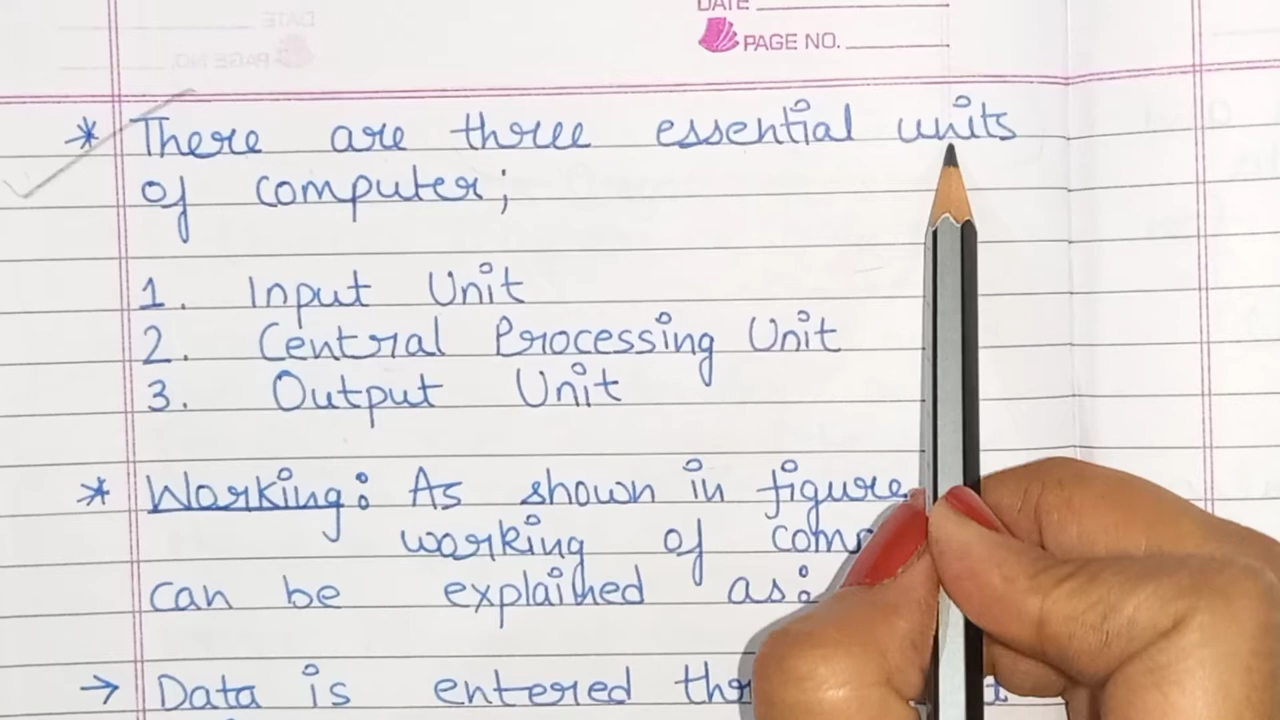 DATE
PAGE NO.
* There are three essential units
of computer;
1. Input Unit
2. Central Processing Unit
3. Output Unit
* Working: As shown in figure
working of
can be explained as:
→ Data is entered